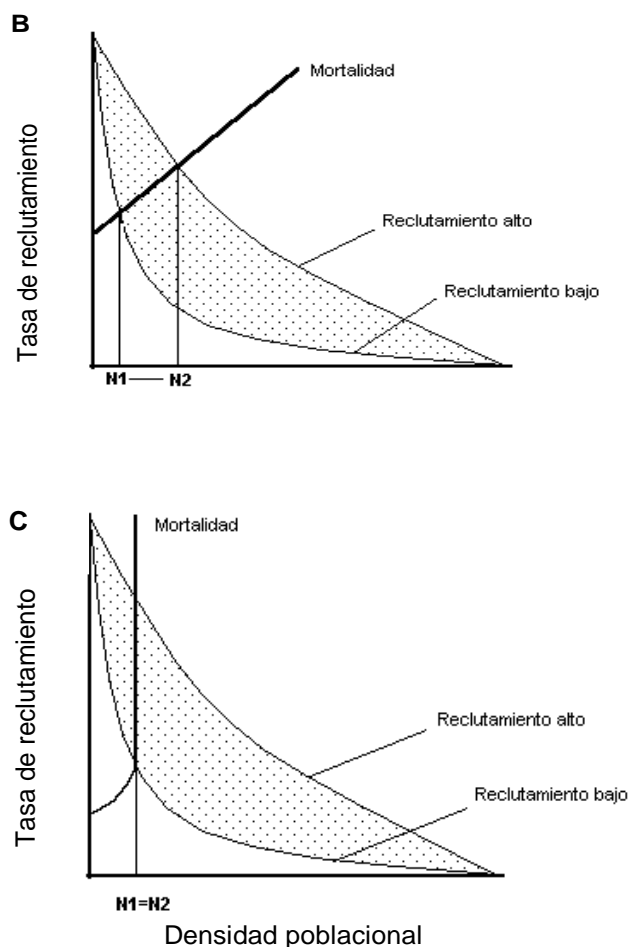 B
Mortalidad
Tasa de reclutamiento
Reclutamiento alto
Reclutamiento bajo
N1 — N2
C
Mortalidad
Tasa de reclutamiento
Reclutamiento alto
Reclutamiento bajo
N1=N2
Densidad poblacional